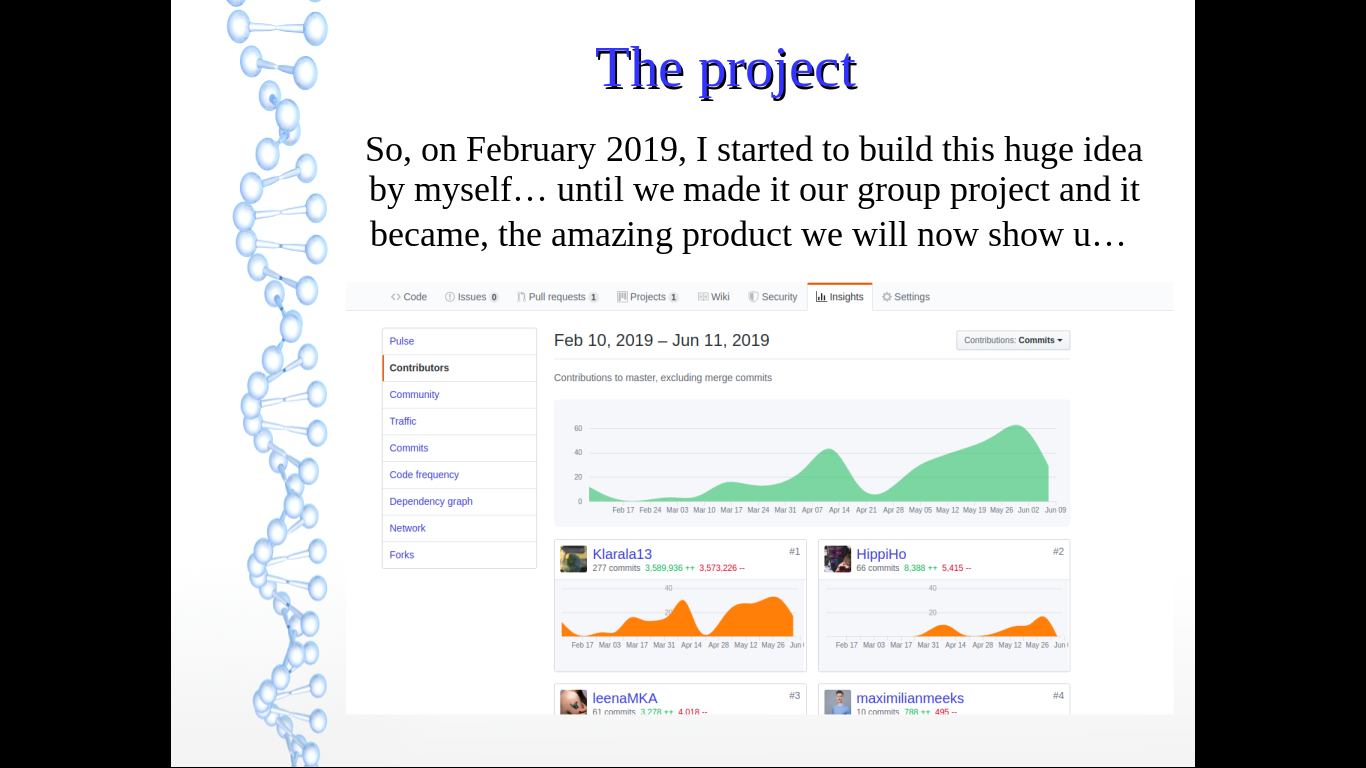 The project
So, on February 2019, I started to build this huge idea
by myself… until we made it our group project and it
became, the amazing product we will now show u…
Code Issues 0 Pull requests 1 Projects 1 Wiki Security Insights Settings
Pulse
Contributors
Community
Traffic
Commits
Code frequency
Dependency graph
Network
Forks
Feb 10, 2019 – Jun 11, 2019
Contributions: Commits
Contributions to master, excluding merge commits
60
40
20
0
Feb 17 Feb 24 Mar 03 Mar 10 Mar 17 Mar 24 Mar 31 Apr 07 Apr 14 Apr 21 Apr 28 May 05 May 12 May 19 May 26 Jun 02 Jun 09
Klarala13 #1
277 commits 3,589,936 ++ 3,573,226 --
40
20
Feb 17 Mar 03 Mar 17 Mar 31 Apr 14 Apr 28 May 12 May 26 Jun
HippiHo #2
66 commits 8,388 ++ 5,415 --
40
20
Feb 17 Mar 03 Mar 17 Mar 31 Apr 14 Apr 28 May 12 May 26 Jun
leenaMKA #3
61 commits 3,278 ++ 4,018 --
maximilianmeeks #4
10 commits 788 ++ 495 --